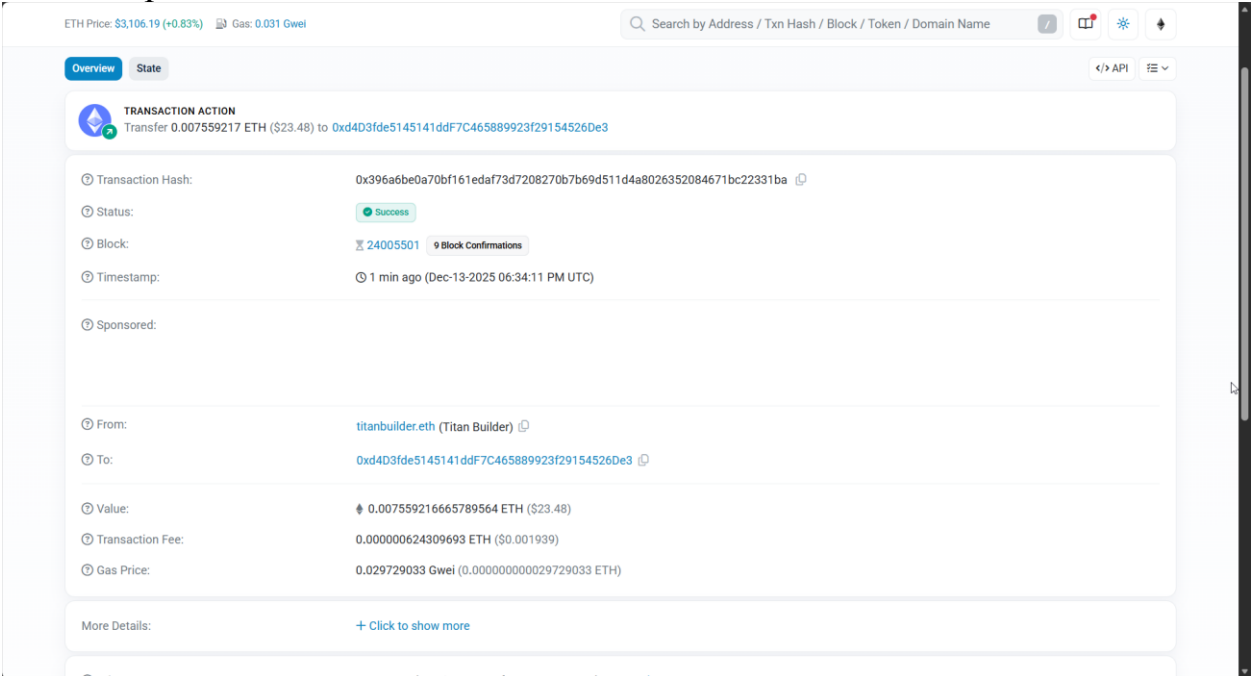 ETH Price: $3,106.19 (+0.83%) Gas: 0.031 Gwei
Search by Address / Txn Hash / Block / Token / Domain Name /
Overview State
</> API
TRANSACTION ACTION
Transfer 0.007559217 ETH ($23.48) to 0xd4D3fde5145141ddF7C465889923f29154526De3
Transaction Hash: 0x396a6be0a70bf161edaf73d7208270b7b69d511d4a8026352084671bc22331ba
Status: Success
Block: 24005501 9 Block Confirmations
Timestamp: 1 min ago (Dec-13-2025 06:34:11 PM UTC)
Sponsored:
From: titanbuilder.eth (Titan Builder)
To: 0xd4D3fde5145141ddF7C465889923f29154526De3
Value: 0.007559216665789564 ETH ($23.48)
Transaction Fee: 0.000000624309693 ETH ($0.001939)
Gas Price: 0.029729033 Gwei (0.000000000029729033 ETH)
More Details: + Click to show more